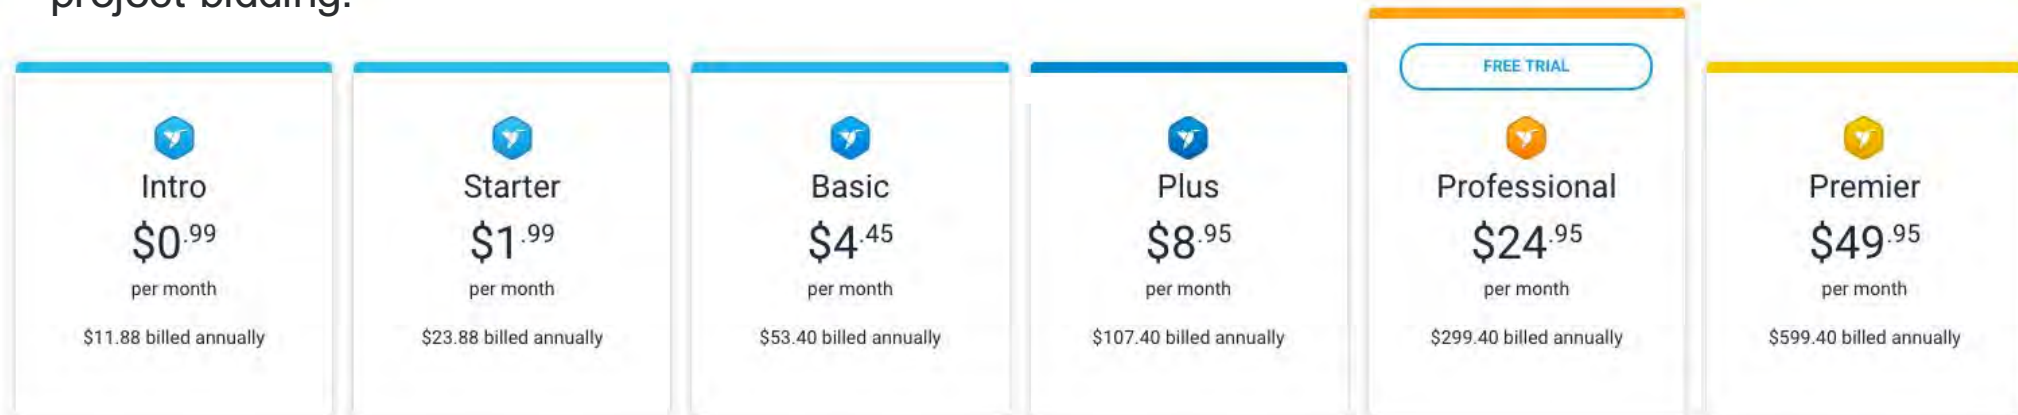 project bidding.
FREE TRIAL
Intro
$0.99
per month
$11.88 billed annually
Starter
$1.99
per month
$23.88 billed annually
Basic
$4.45
per month
$53.40 billed annually
Plus
$8.95
per month
$107.40 billed annually
Professional
$24.95
per month
$299.40 billed annually
Premier
$49.95
per month
$599.40 billed annually